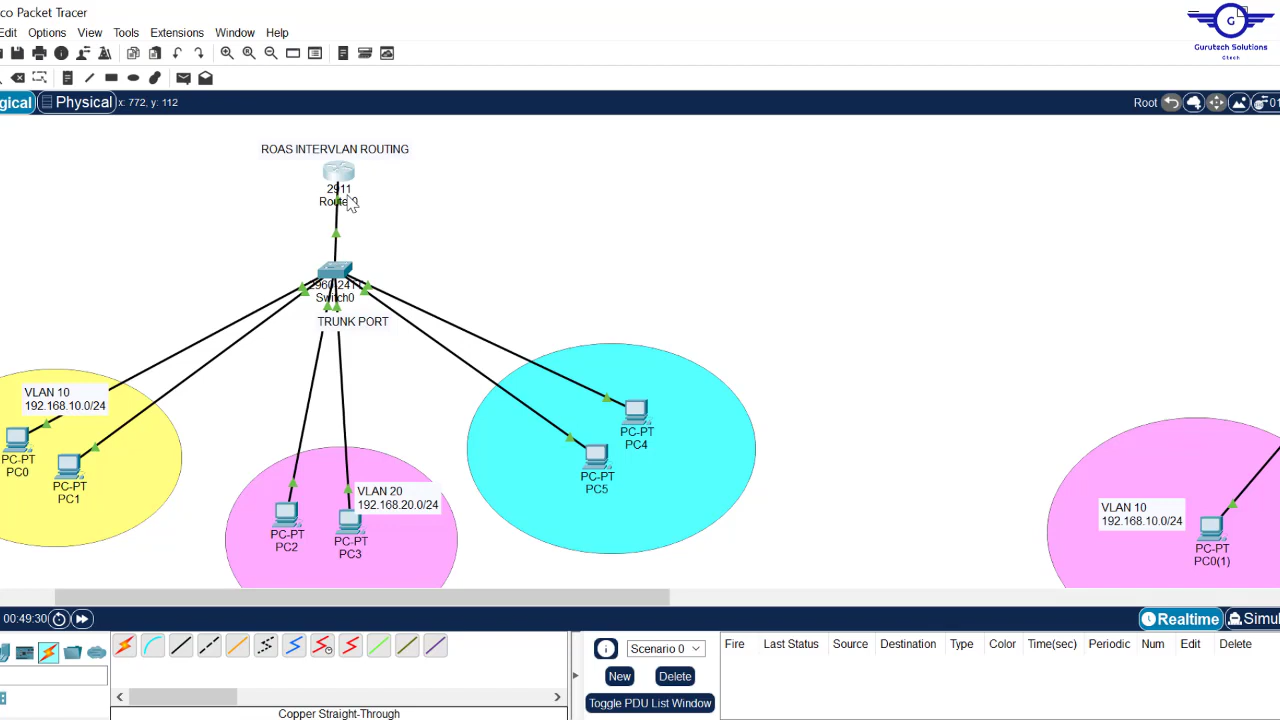 co Packet Tracer
G
Gurutech Solutions
Gtech
Edit Options View Tools Extensions Window Help
gical Physical x: 772, y: 112 Root
ROAS INTERVLAN ROUTING
2911
TRUNK PORT
Switch0
VLAN 10
192.168.10.0/24
PC-PT
PC0
PC-PT
PC1
VLAN 20
192.168.20.0/24
PC-PT
PC2
PC-PT
PC3
PC-PT
PC4
PC-PT
PC5
VLAN 10
192.168.10.0/24
PC-PT
PC0(1)
00:49:30 Realtime Simul
Scenario 0
New Delete
Toggle PDU List Window
Fire Last Status Source Destination Type Color Time(sec) Periodic Num Edit Delete
Copper Straight-Through